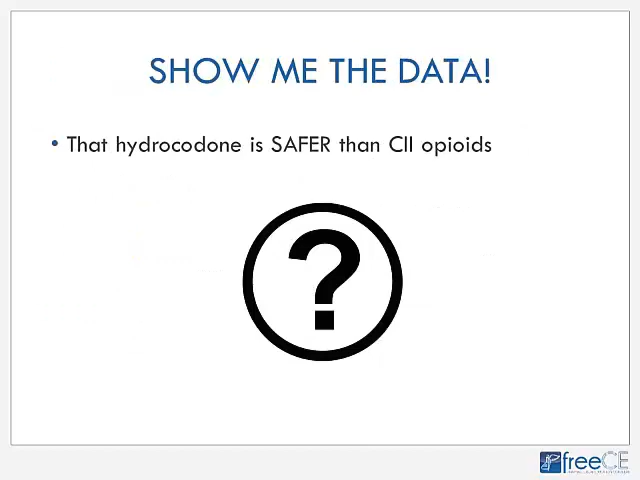 SHOW ME THE DATA!
• That hydrocodone is SAFER than CII opioids
?
freeCE